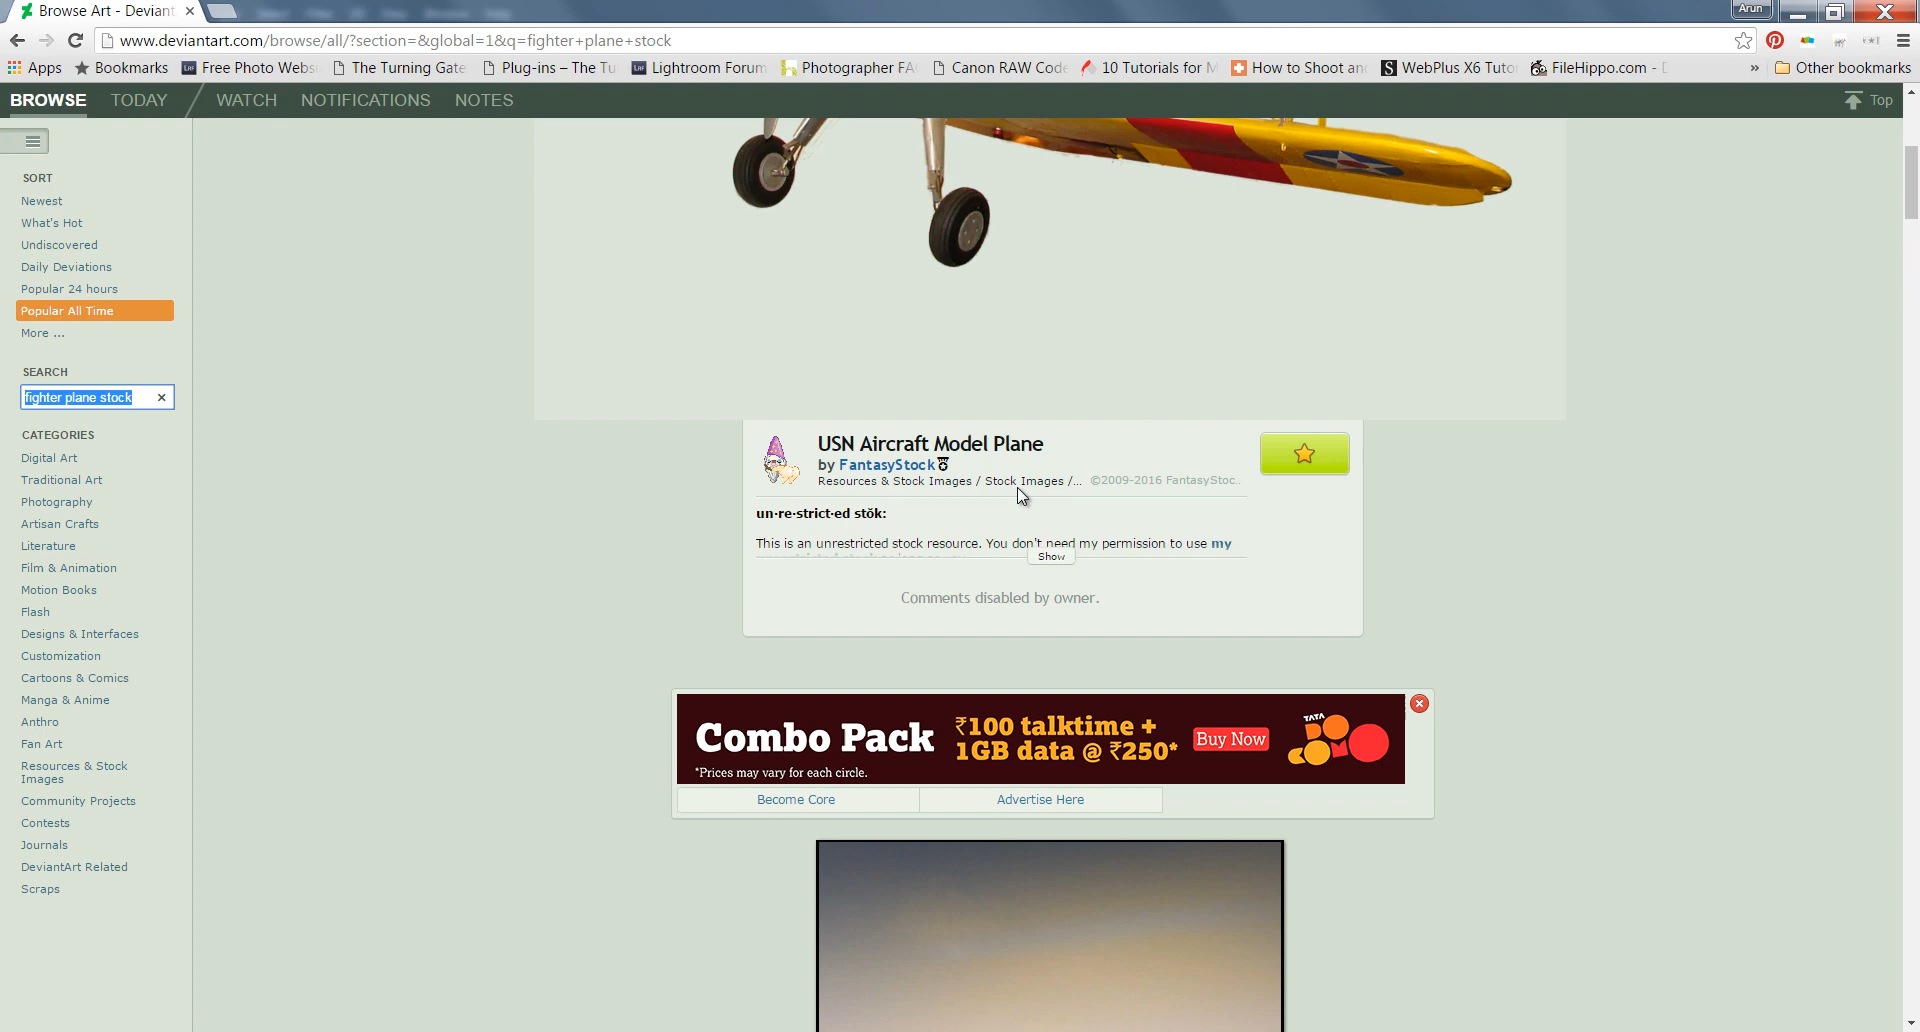 Browse Art - Deviant
Arun
www.deviantart.com/browse/all/?section=&global=1&q=fighter+plane+stock
Apps Bookmarks Free Photo Webs The Turning Gate Plug-ins – The Tu Lightroom Forum Photographer FA Canon RAW Code 10 Tutorials for M How to Shoot an WebPlus X6 Tuto FileHippo.com - D » Other bookmarks
BROWSE TODAY WATCH NOTIFICATIONS NOTES Top
SORT
Newest
What's Hot
Undiscovered
Daily Deviations
Popular 24 hours
Popular All Time
More ...
SEARCH
fighter plane stock
CATEGORIES
Digital Art
Traditional Art
Photography
Artisan Crafts
Literature
Film & Animation
Motion Books
Flash
Designs & Interfaces
Customization
Cartoons & Comics
Manga & Anime
Anthro
Fan Art
Resources & Stock
Images
Community Projects
Contests
Journals
DeviantArt Related
Scraps
USN Aircraft Model Plane
by FantasyStock
Resources & Stock Images / Stock Images /... ©2009-2016 FantasyStoc..
un·re·strict·ed stŏk:
This is an unrestricted stock resource. You don't need my permission to use my
Show
Comments disabled by owner.
Combo Pack
₹100 talktime +
1GB data @ ₹250*
Buy Now
TATA
DOCOMO
*Prices may vary for each circle.
Become Core
Advertise Here